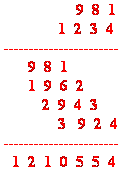 9 8 1
1 2 3 4
9 8 1
1 9 6 2
2 9 4 3
3 9 2 4
1 2 1 0 5 5 4